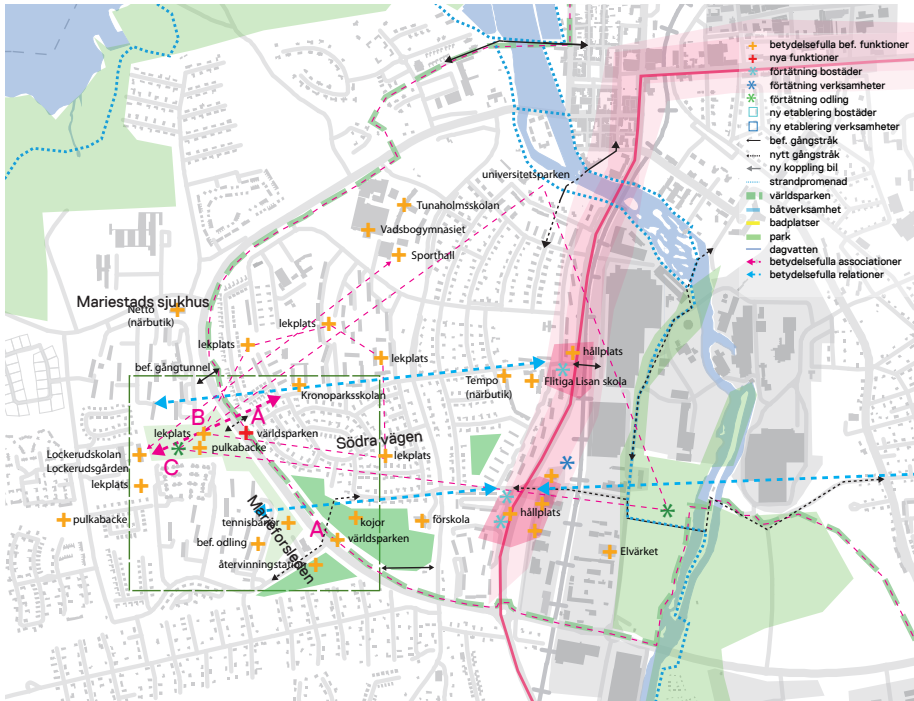 betydelsefulla bef. funktioner
nya funktioner
förtätning bostäder
förtätning verksamheter
förtätning odling
ny etablering bostäder
ny etablering verksamheter
bef. gångstråk
nytt gångstråk
ny koppling bil
strandpromenad
världsparken
båtverksamhet
badplatser
park
dagvatten
betydelsefulla associationer
betydelsefulla relationer
universitetsparken
Tunaholmsskolan
Vadsbogymnasiet
Sporthall
Mariestads sjukhus
Netto
(närbutik)
lekplats
lekplats
lekplats
hållplats
bef. gångtunnel
Tempo
(närbutik)
Flitiga Lisan skola
Kronoparksskolan
B
A
lekplats
världsparken
Södra vägen
pulkabacke
Lockerudskolan
Lockerudsgården
C
lekplats
lekplats
Marieforsleden
pulkabacke
tennisbanor
A
kojor
förskola
hållplats
bef. odling
världsparken
Elvärket
återvinningstation